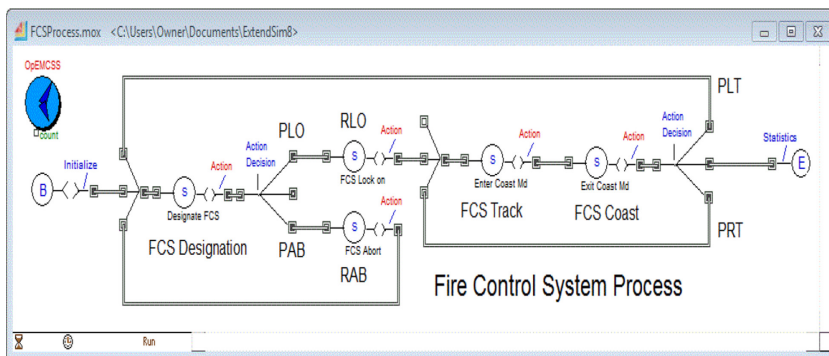 FCSProcess.mox <C:\Users\Owner\Documents\ExtendSim8>
OpEMCSS
count
PLT
PLO
RLO
Action
Action
Decision
Action
Action
Action
Decision
Statistics
Initialize
Action
B
S
S
S
S
E
Designate FCS
FCS Lock on
Enter Coast Md
Exit Coast Md
Action
FCS Designation
S
FCS Track
FCS Coast
PAB
FCS Abort
PRT
RAB
Fire Control System Process
Run